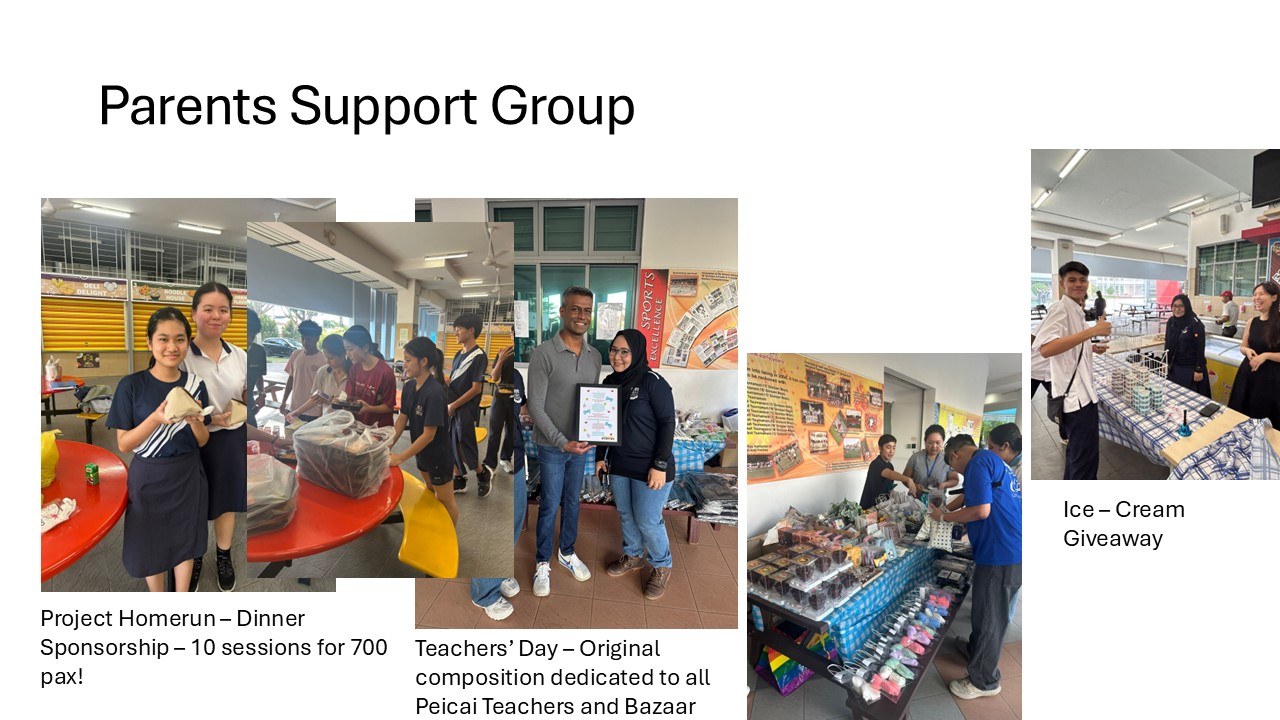 Parents Support Group
DELI
DELIGHT
NOODLE
HOUSE
SPORTS
EXCELLENCE
Project Homerun – Dinner
Sponsorship – 10 sessions for 700
pax!
Teachers’ Day – Original
composition dedicated to all
Peicai Teachers and Bazaar
Ice – Cream
Giveaway